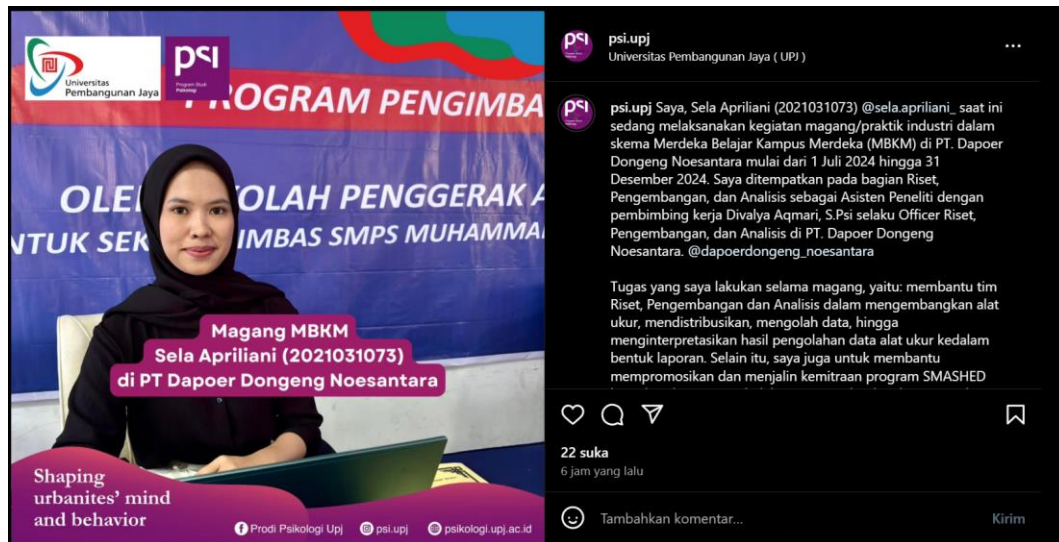 Universitas
Pembangunan Jaya
psi
Program Studi
Psikologi
PROGRAM PENGIMBA
OLEH SEKOLAH PENGGERAK A
NTUK SEK IMBAS SMPS MUHAMMA
Magang MBKM
Sela Apriliani (2021031073)
di PT Dapoer Dongeng Noesantara
Shaping
urbanites' mind
and behavior
Prodi Psikologi Upj
psi.upj
psikologi.upj.ac.id
psi.upj
Universitas Pembangunan Jaya ( UPJ )
psi.upj Saya, Sela Apriliani (2021031073) @sela.apriliani_ saat ini
sedang melaksanakan kegiatan magang/praktik industri dalam
skema Merdeka Belajar Kampus Merdeka (MBKM) di PT. Dapoer
Dongeng Noesantara mulai dari 1 Juli 2024 hingga 31
Desember 2024. Saya ditempatkan pada bagian Riset,
Pengembangan, dan Analisis sebagai Asisten Peneliti dengan
pembimbing kerja Divalya Aqmari, S.Psi selaku Officer Riset,
Pengembangan, dan Analisis di PT. Dapoer Dongeng
Noesantara. @dapoerdongeng_noesantara
Tugas yang saya lakukan selama magang, yaitu: membantu tim
Riset, Pengembangan dan Analisis dalam mengembangkan alat
ukur, mendistribusikan, mengolah data, hingga
menginterpretasikan hasil pengolahan data alat ukur kedalam
bentuk laporan. Selain itu, saya juga untuk membantu
mempromosikan dan menjalin kemitraan program SMASHED
22 suka
6 jam yang lalu
Tambahkan komentar...
Kirim